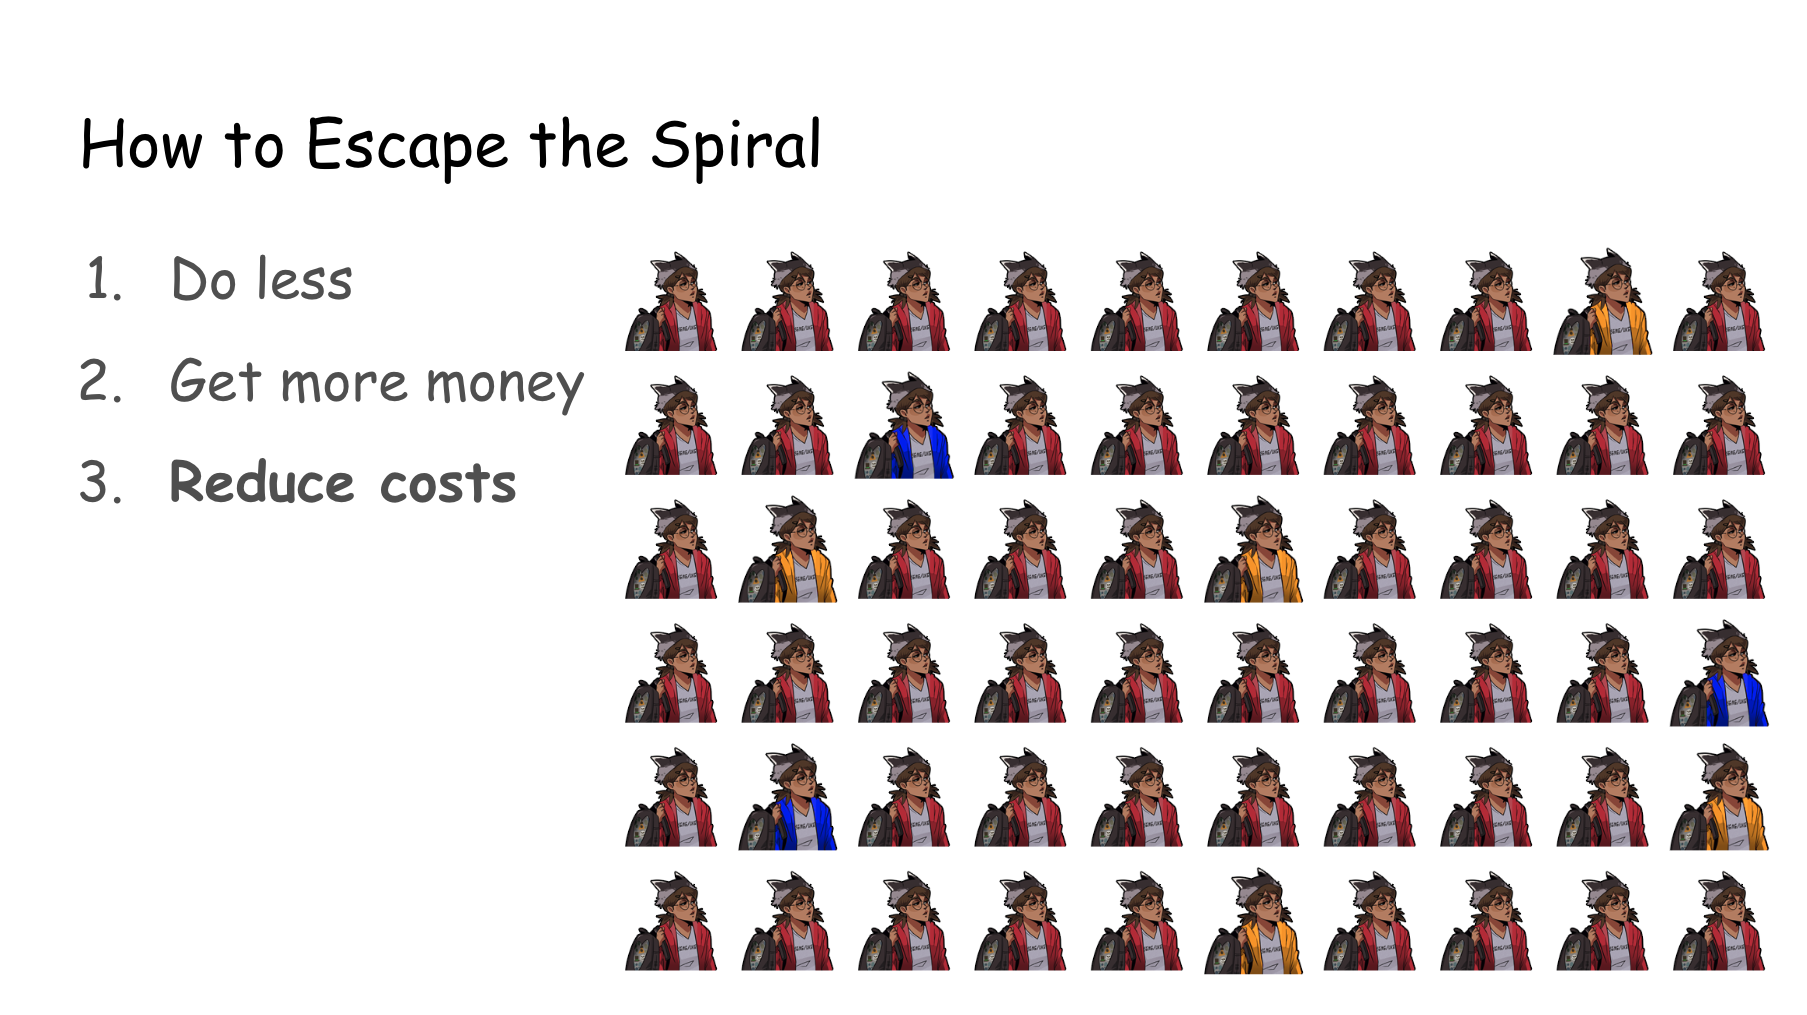 How to Escape the Spiral
1. Do less
2. Get more money
3. Reduce costs